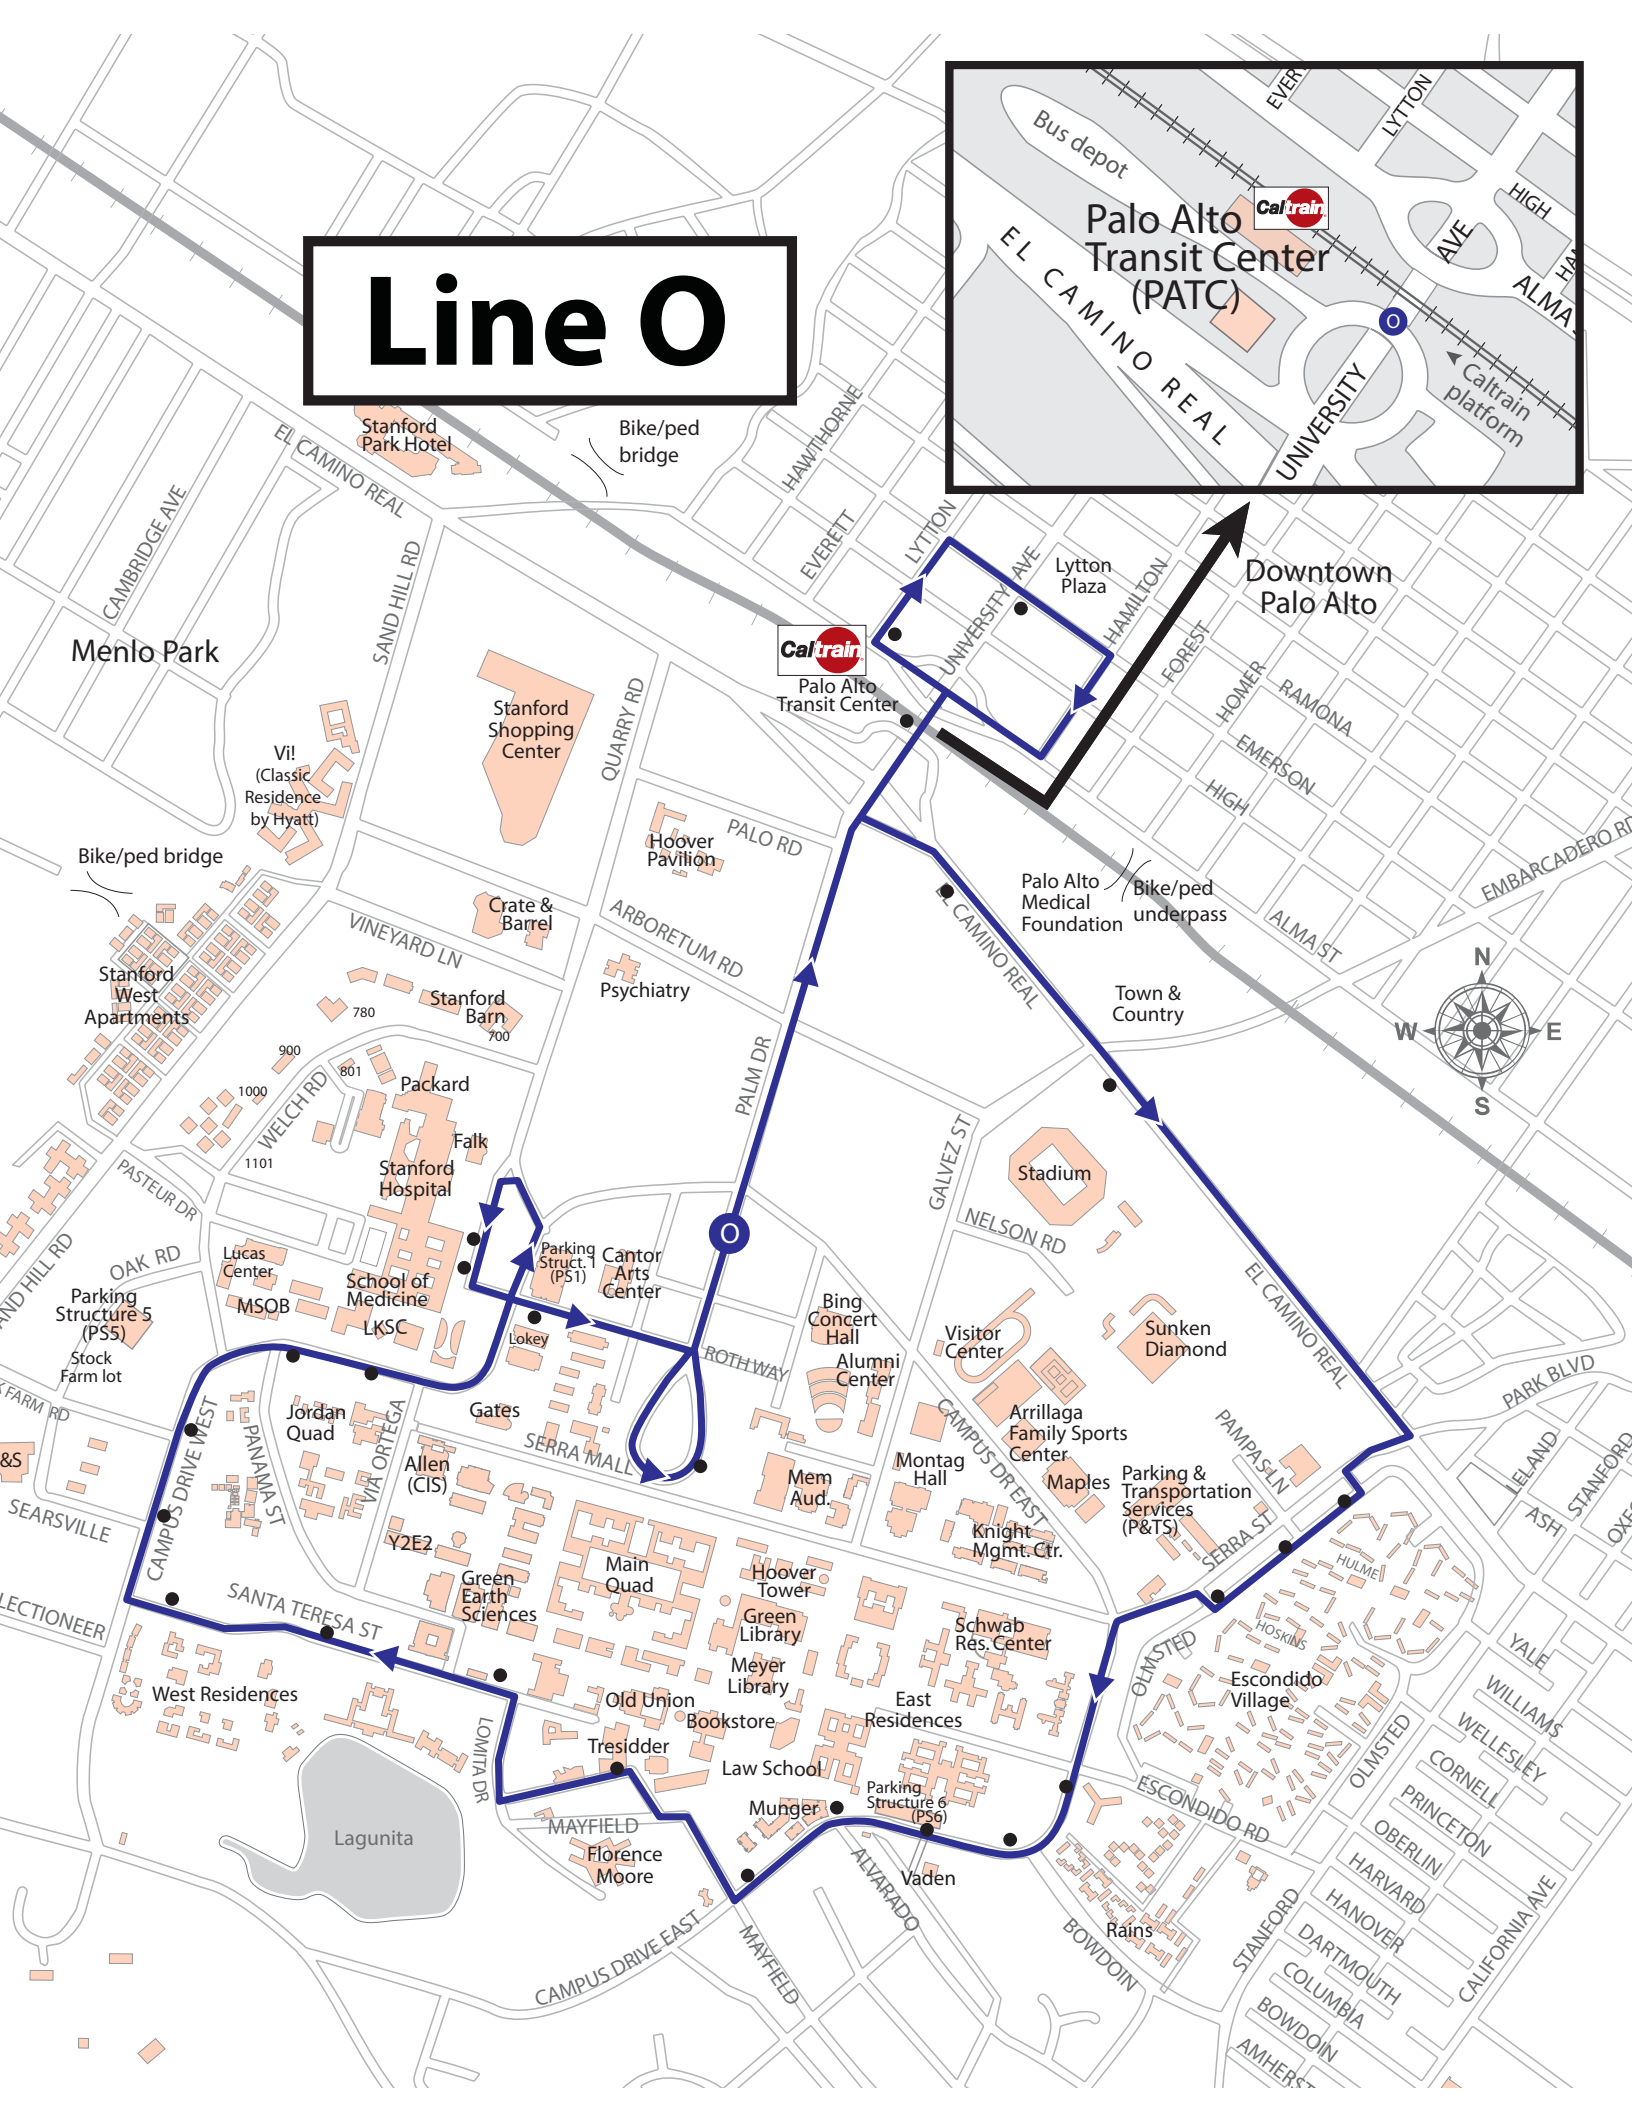 Line O
EVER
LYTTON
Bus depot
HIGH
Caltrain
Palo Alto
Transit Center
(PATC)
AVE
HA
ALMA
EL CAMINO REAL
O
UNIVERSITY
Caltrain
platform
Stanford
Park Hotel
Bike/ped
bridge
EL CAMINO REAL
HAWTHORNE
CAMBRIDGE AVE
EVERETT
LYTTON
UNIVERSITY AVE
Lytton
Plaza
HAMILTON
Downtown
Palo Alto
SAND HILL RD
Menlo Park
Caltrain
Palo Alto
Transit Center
FOREST
HOMER
RAMONA
EMERSON
HIGH
Stanford
Shopping
Center
QUARRY RD
Vi!
(Classic
Residence
by Hyatt)
PALO RD
Hoover
Pavilion
Bike/ped bridge
EMBARCADERO RD
Palo Alto
Medical
Foundation
Bike/ped
underpass
Crate &
Barrel
ARBORETUM RD
EL CAMINO REAL
ALMA ST
VINEYARD LN
Stanford
West
Apartments
Psychiatry
Stanford
Barn
700
780
Town &
Country
N
W
E
S
900
801
1000
WELCH RD
Packard
PALM DR
Falk
1101
Stanford
Hospital
GALVEZ ST
Stadium
PASTEUR DR
NELSON RD
O
OAK RD
Lucas
Center
AND HILL RD
Parking
Struct. 1
(PS1)
Cantor
Arts
Center
School of
Medicine
MSOB
LKSC
Parking
Structure 5
(PS5)
Stock
Farm lot
Lokey
EL CAMINO REAL
Bing
Concert
Hall
Visitor
Center
Sunken
Diamond
ROTH WAY
Alumni
Center
PARK BLVD
K FARM RD
&S
CAMPUS DRIVE WEST
PANAMA ST
Jordan
Quad
VIA ORTEGA
Gates
SERRA MALL
Allen
(CIS)
CAMPUS DR EAST
Arrillaga
Family Sports
Center
PAMPAS LN
Montag
Hall
Mem
Aud.
Maples
Parking &
Transportation
Services
(P&TS)
LELAND
STANFORD
ASH
OXF
SEARSVILLE
Y2E2
Knight
Mgmt. Ctr.
SERRA ST
HULME
Main
Quad
Hoover
Tower
Green
Earth
Sciences
SANTA TERESA ST
LECTIONEER
Green
Library
Schwab
Res. Center
HOSKINS
OLMSTED
YALE
Meyer
Library
West Residences
Escondido
Village
Old Union
Bookstore
East
Residences
WILLIAMS
WELLESLEY
OLMSTED
LOMITA DR
Tresidder
Law School
CORNELL
Parking
Structure 6
(PS6)
ESCONDIDO RD
PRINCETON
Munger
MAYFIELD
Lagunita
OBERLIN
Florence
Moore
ALVARADO
Vaden
HARVARD
HANOVER
CALIFORNIA AVE
CAMPUS DRIVE EAST
MAYFIELD
Rains
BOWDOIN
STANFORD
DARTMOUTH
COLUMBIA
BOWDOIN
AMHERST